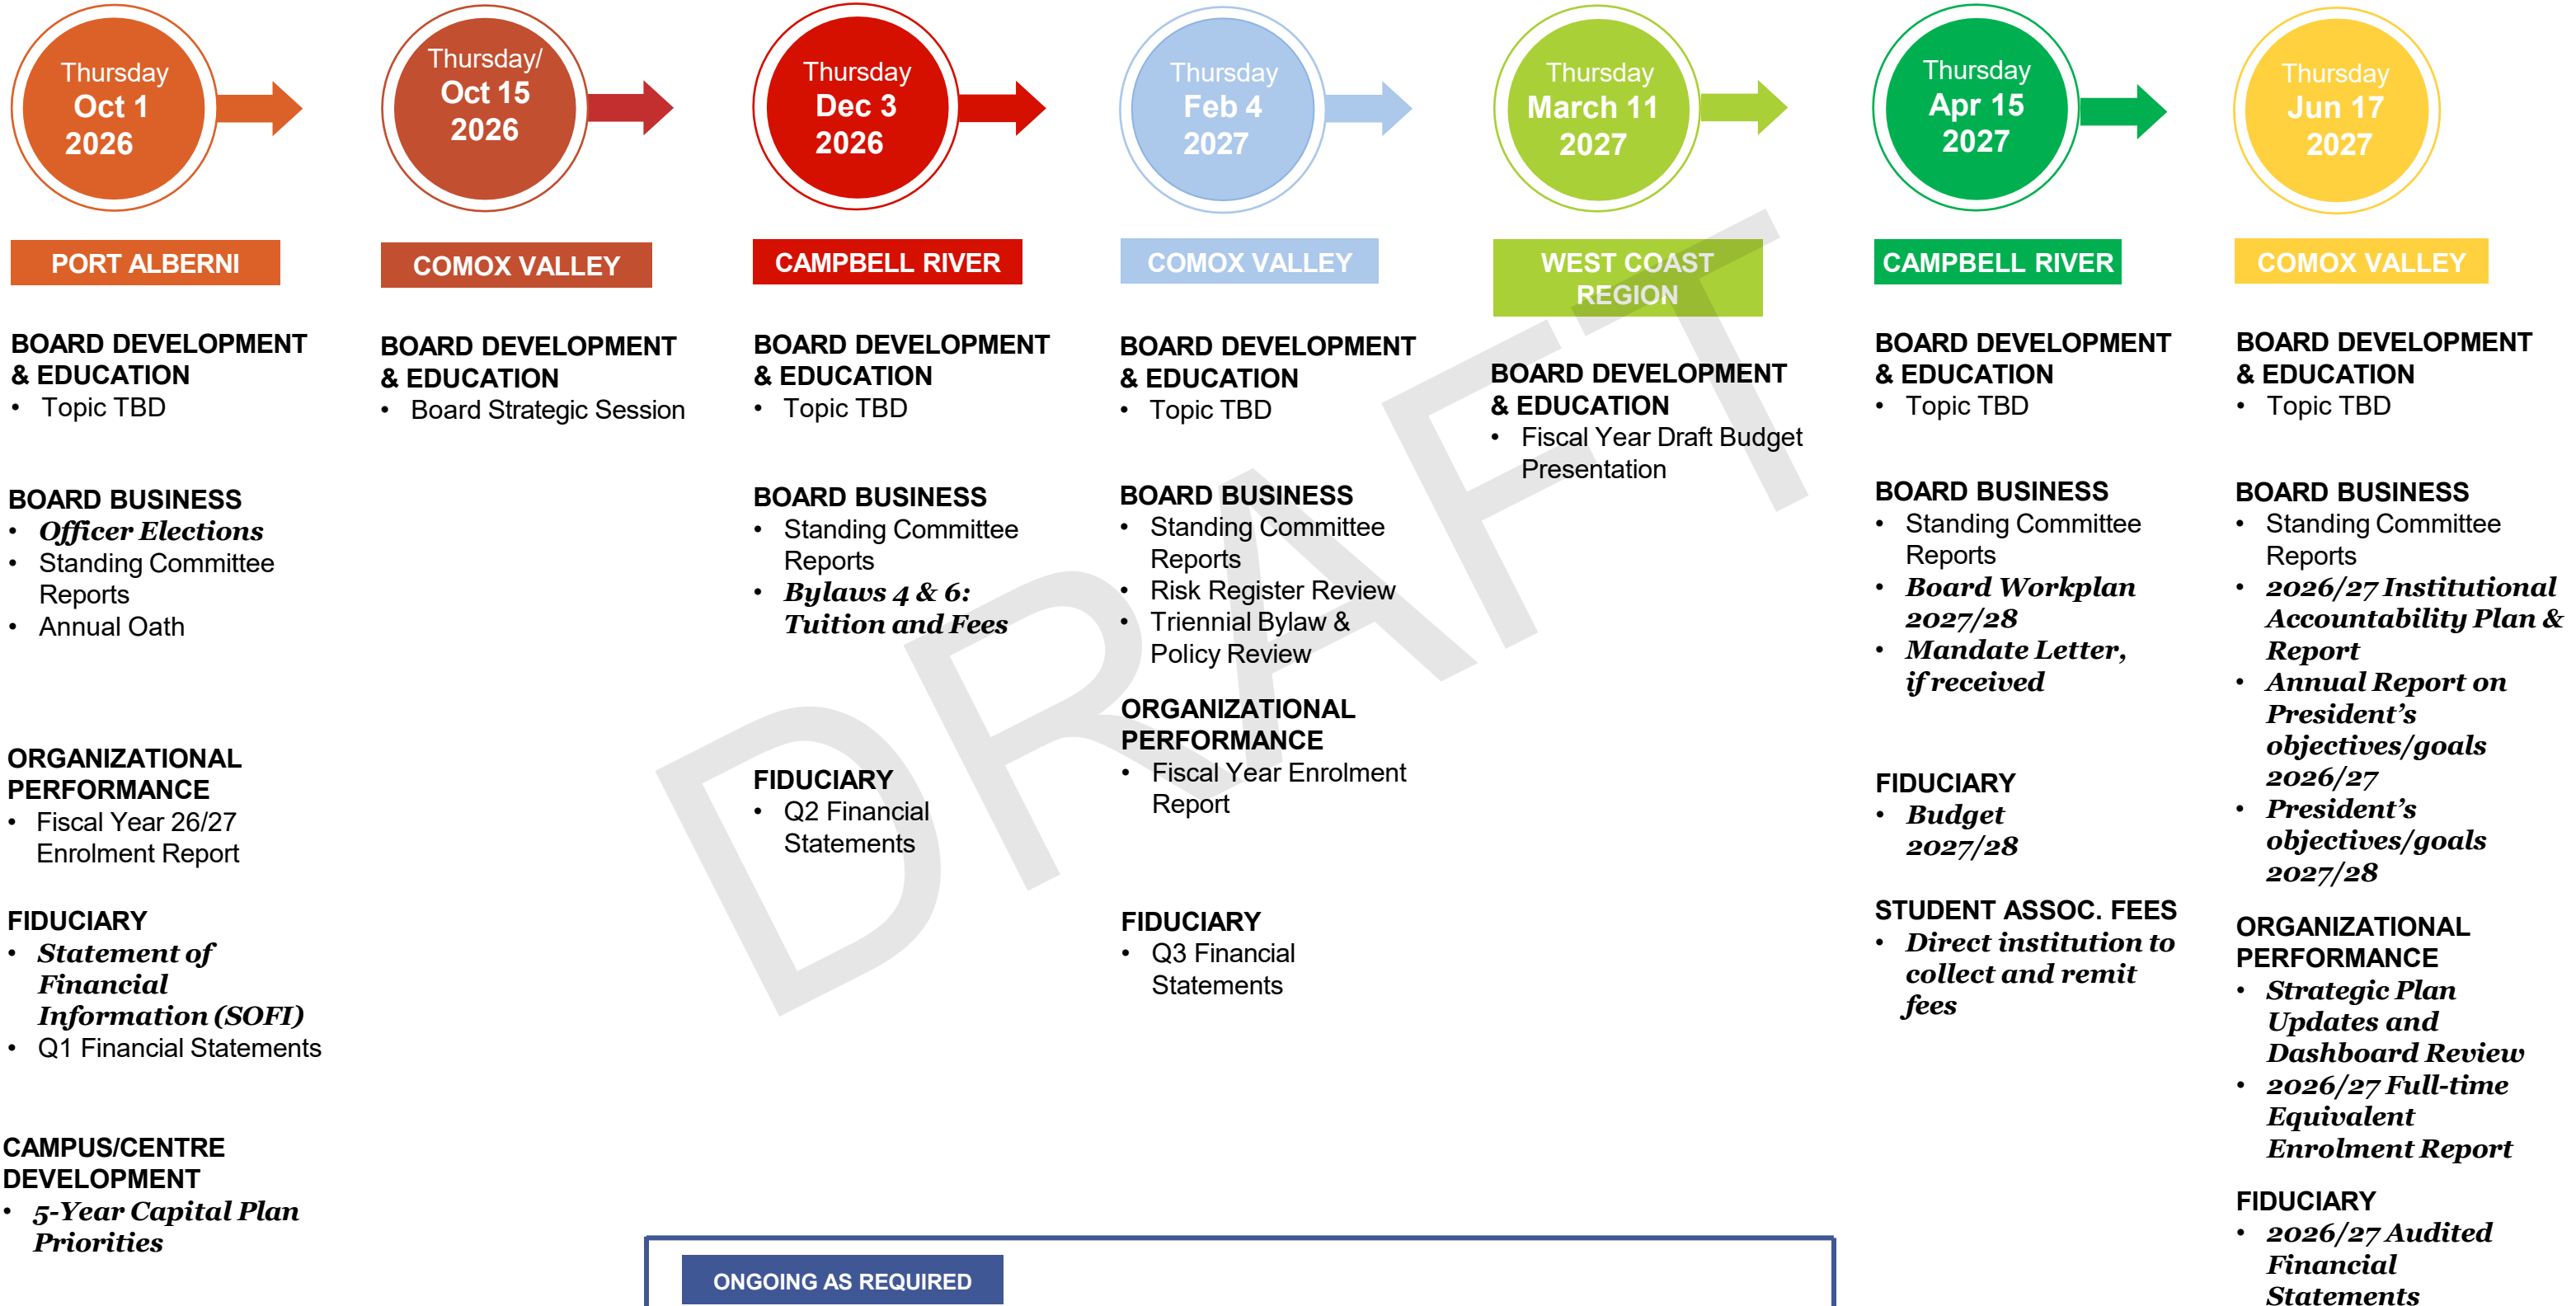 Thursday
Oct 1
2026
PORT ALBERNI
BOARD DEVELOPMENT
& EDUCATION
• Topic TBD
BOARD BUSINESS
• Officer Elections
• Standing Committee
Reports
• Annual Oath
ORGANIZATIONAL
PERFORMANCE
• Fiscal Year 26/27
Enrolment Report
FIDUCIARY
• Statement of
Financial
Information (SOFI)
• Q1 Financial Statements
CAMPUS/CENTRE
DEVELOPMENT
• 5-Year Capital Plan
Priorities
Thursday/
Oct 15
2026
COMOX VALLEY
BOARD DEVELOPMENT
& EDUCATION
• Board Strategic Session
Thursday
Dec 3
2026
CAMPBELL RIVER
BOARD DEVELOPMENT
& EDUCATION
• Topic TBD
BOARD BUSINESS
• Standing Committee
Reports
• Bylaws 4 & 6:
Tuition and Fees
FIDUCIARY
• Q2 Financial
Statements
Thursday
Feb 4
2027
COMOX VALLEY
BOARD DEVELOPMENT
& EDUCATION
• Topic TBD
BOARD BUSINESS
• Standing Committee
Reports
• Risk Register Review
• Triennial Bylaw &
Policy Review
ORGANIZATIONAL
PERFORMANCE
• Fiscal Year Enrolment
Report
FIDUCIARY
• Q3 Financial
Statements
Thursday
March 11
2027
WEST COAST
REGION
BOARD DEVELOPMENT
& EDUCATION
• Fiscal Year Draft Budget
Presentation
Thursday
Apr 15
2027
CAMPBELL RIVER
BOARD DEVELOPMENT
& EDUCATION
• Topic TBD
BOARD BUSINESS
• Standing Committee
Reports
• Board Workplan
2027/28
• Mandate Letter,
if received
FIDUCIARY
• Budget
2027/28
STUDENT ASSOC. FEES
• Direct institution to
collect and remit
fees
Thursday
Jun 17
2027
COMOX VALLEY
BOARD DEVELOPMENT
& EDUCATION
• Topic TBD
BOARD BUSINESS
• Standing Committee
Reports
• 2026/27 Institutional
Accountability Plan &
Report
• Annual Report on
President’s
objectives/goals
2026/27
• President’s
objectives/goals
2027/28
ORGANIZATIONAL
PERFORMANCE
• Strategic Plan
Updates and
Dashboard Review
• 2026/27 Full-time
Equivalent
Enrolment Report
FIDUCIARY
• 2026/27 Audited
Financial
Statements
ONGOING AS REQUIRED
DRAFT